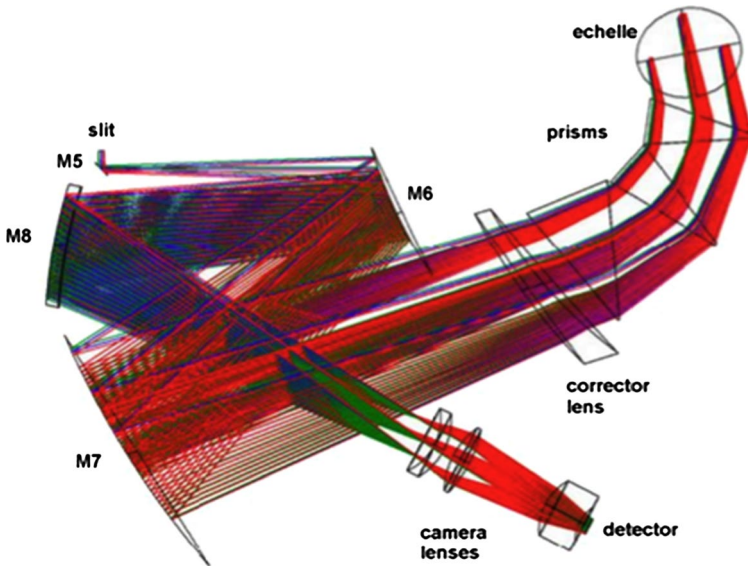 echelle
slit
prisms
M5
M6
M8
corrector
lens
M7
camera
lenses
detector